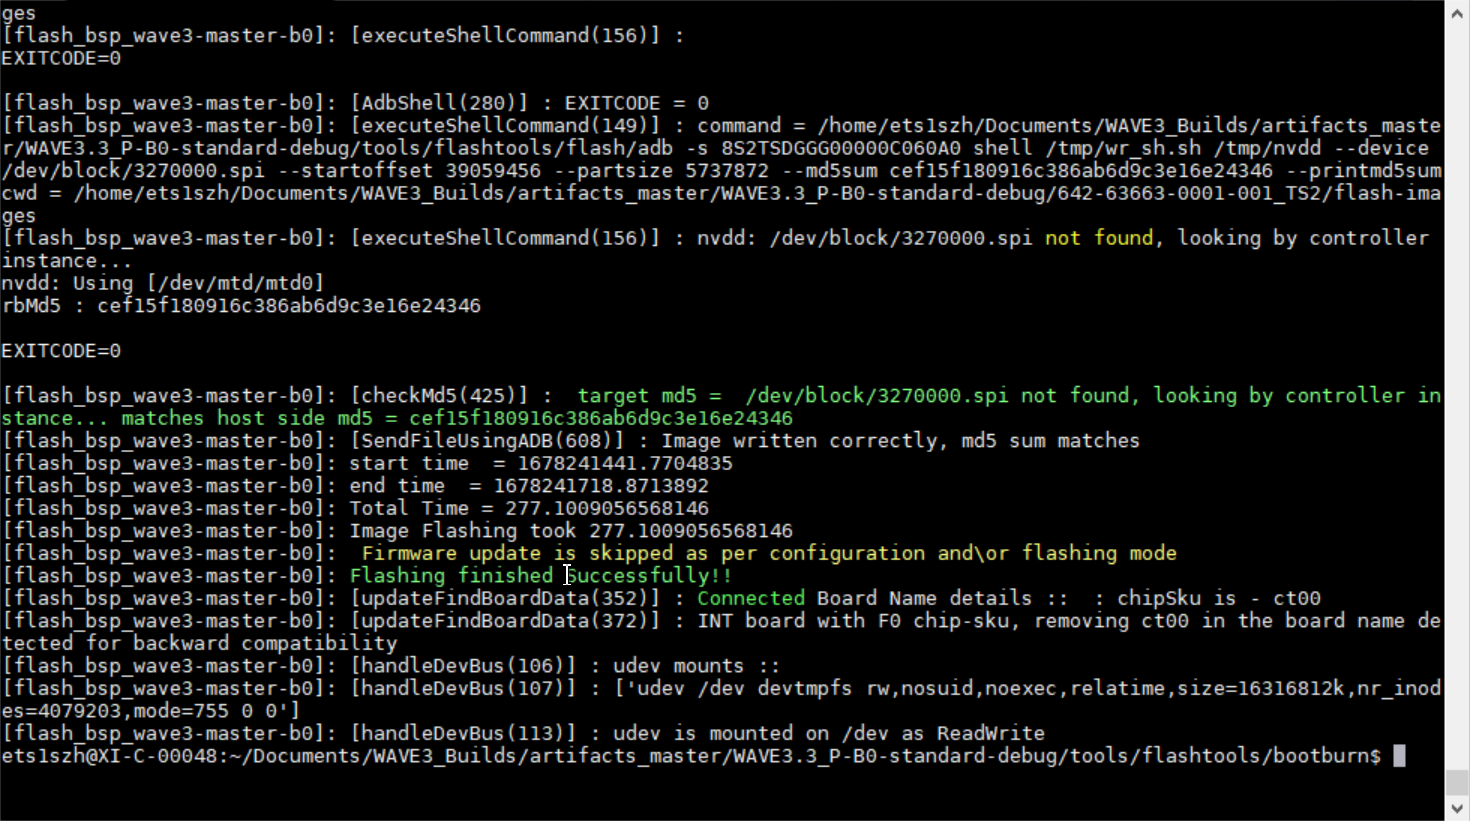 ges
[flash_bsp_wave3-master-b0]: [executeShellCommand(156)] :
EXITCODE=0
[flash_bsp_wave3-master-b0]: [AdbShell(280)] : EXITCODE = 0
[flash_bsp_wave3-master-b0]: [executeShellCommand(149)] : command = /home/ets1szh/Documents/WAVE3_Builds/artifacts_maste
r/WAVE3.3_P-B0-standard-debug/tools/flashtools/flash/adb -s 8S2TSDGGG00000C060A0 shell /tmp/wr_sh.sh /tmp/nvdd --device
/dev/block/3270000.spi --startoffset 39059456 --partsize 5737872 --md5sum cef15f180916c386ab6d9c3e16e24346 --printmd5sum
cwd = /home/ets1szh/Documents/WAVE3_Builds/artifacts_master/WAVE3.3_P-B0-standard-debug/642-63663-0001-001_TS2/flash-ima
ges
[flash_bsp_wave3-master-b0]: [executeShellCommand(156)] : nvdd: /dev/block/3270000.spi not found, looking by controller
instance...
nvdd: Using [/dev/mtd/mtd0]
rbMd5 : cef15f180916c386ab6d9c3e16e24346
EXITCODE=0
[flash_bsp_wave3-master-b0]: [checkMd5(425)] :  target md5 =  /dev/block/3270000.spi not found, looking by controller in
stance... matches host side md5 = cef15f180916c386ab6d9c3e16e24346
[flash_bsp_wave3-master-b0]: [SendFileUsingADB(608)] : Image written correctly, md5 sum matches
[flash_bsp_wave3-master-b0]: start time  = 1678241441.7704835
[flash_bsp_wave3-master-b0]: end time  = 1678241718.8713892
[flash_bsp_wave3-master-b0]: Total Time = 277.1009056568146
[flash_bsp_wave3-master-b0]: Image Flashing took 277.1009056568146
[flash_bsp_wave3-master-b0]:  Firmware update is skipped as per configuration and\or flashing mode
[flash_bsp_wave3-master-b0]: Flashing finished Successfully!!
[flash_bsp_wave3-master-b0]: [updateFindBoardData(352)] : Connected Board Name details ::  : chipSku is - ct00
[flash_bsp_wave3-master-b0]: [updateFindBoardData(372)] : INT board with F0 chip-sku, removing ct00 in the board name de
tected for backward compatibility
[flash_bsp_wave3-master-b0]: [handleDevBus(106)] : udev mounts ::
[flash_bsp_wave3-master-b0]: [handleDevBus(107)] : ['udev /dev devtmpfs rw,nosuid,noexec,relatime,size=16316812k,nr_inod
es=4079203,mode=755 0 0']
[flash_bsp_wave3-master-b0]: [handleDevBus(113)] : udev is mounted on /dev as ReadWrite
ets1szh@XI-C-00048:~/Documents/WAVE3_Builds/artifacts_master/WAVE3.3_P-B0-standard-debug/tools/flashtools/bootburn$